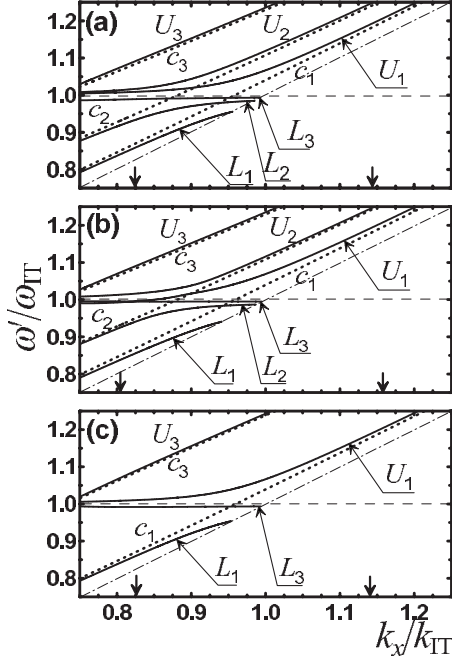 (a)
U₃
U₂
c₃
c₁
U₁
c₂
L₃
L₁
L₂
1.2
1.1
1.0
0.9
0.8
(b)
U₃
U₂
c₃
c₁
U₁
c₂
L₃
L₁
L₂
1.2
1.1
1.0
0.9
0.8
ω'/ω_IT
(c)
U₃
c₃
U₁
c₁
L₁
L₃
1.2
1.1
1.0
0.9
0.8
0.8 0.9 1.0 1.1 1.2
k_x/k_IT